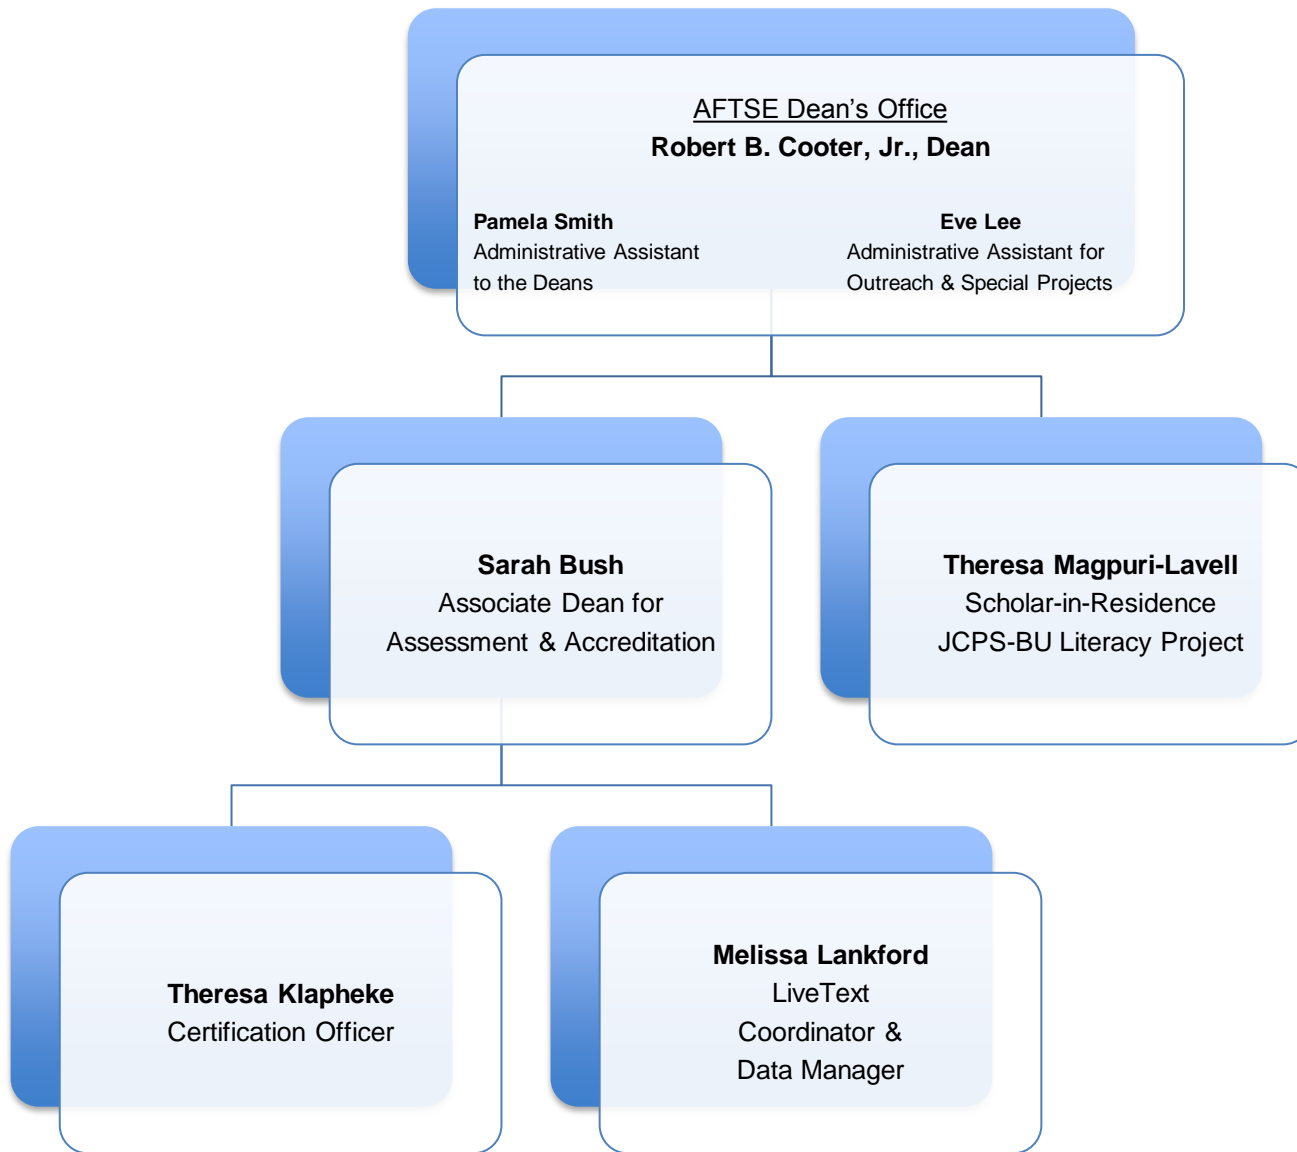 AFTSE Dean’s Office
Robert B. Cooter, Jr., Dean
Pamela Smith
Administrative Assistant
to the Deans
Eve Lee
Administrative Assistant for
Outreach & Special Projects
Sarah Bush
Associate Dean for
Assessment & Accreditation
Theresa Magpuri-Lavell
Scholar-in-Residence
JCPS-BU Literacy Project
Theresa Klapheke
Certification Officer
Melissa Lankford
LiveText
Coordinator &
Data Manager